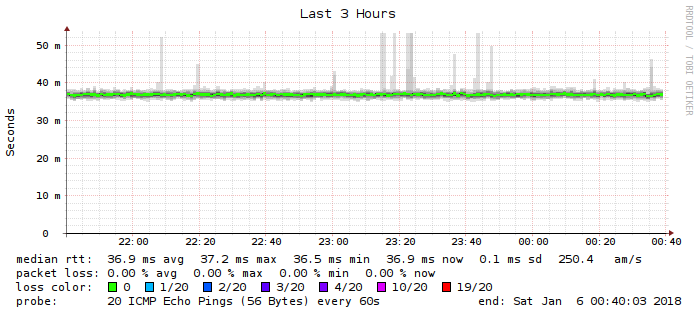 Last 3 Hours
RRDTOOL / TOBI OETIKER
Seconds
50 m
40 m
30 m
20 m
10 m
0
22:00 22:20 22:40 23:00 23:20 23:40 00:00 00:20 00:40
median rtt: 36.9 ms avg 37.2 ms max 36.5 ms min 36.9 ms now 0.1 ms sd 250.4 am/s
packet loss: 0.00 % avg 0.00 % max 0.00 % min 0.00 % now
loss color: 0 1/20 2/20 3/20 4/20 10/20 19/20
probe: 20 ICMP Echo Pings (56 Bytes) every 60s end: Sat Jan 6 00:40:03 2018